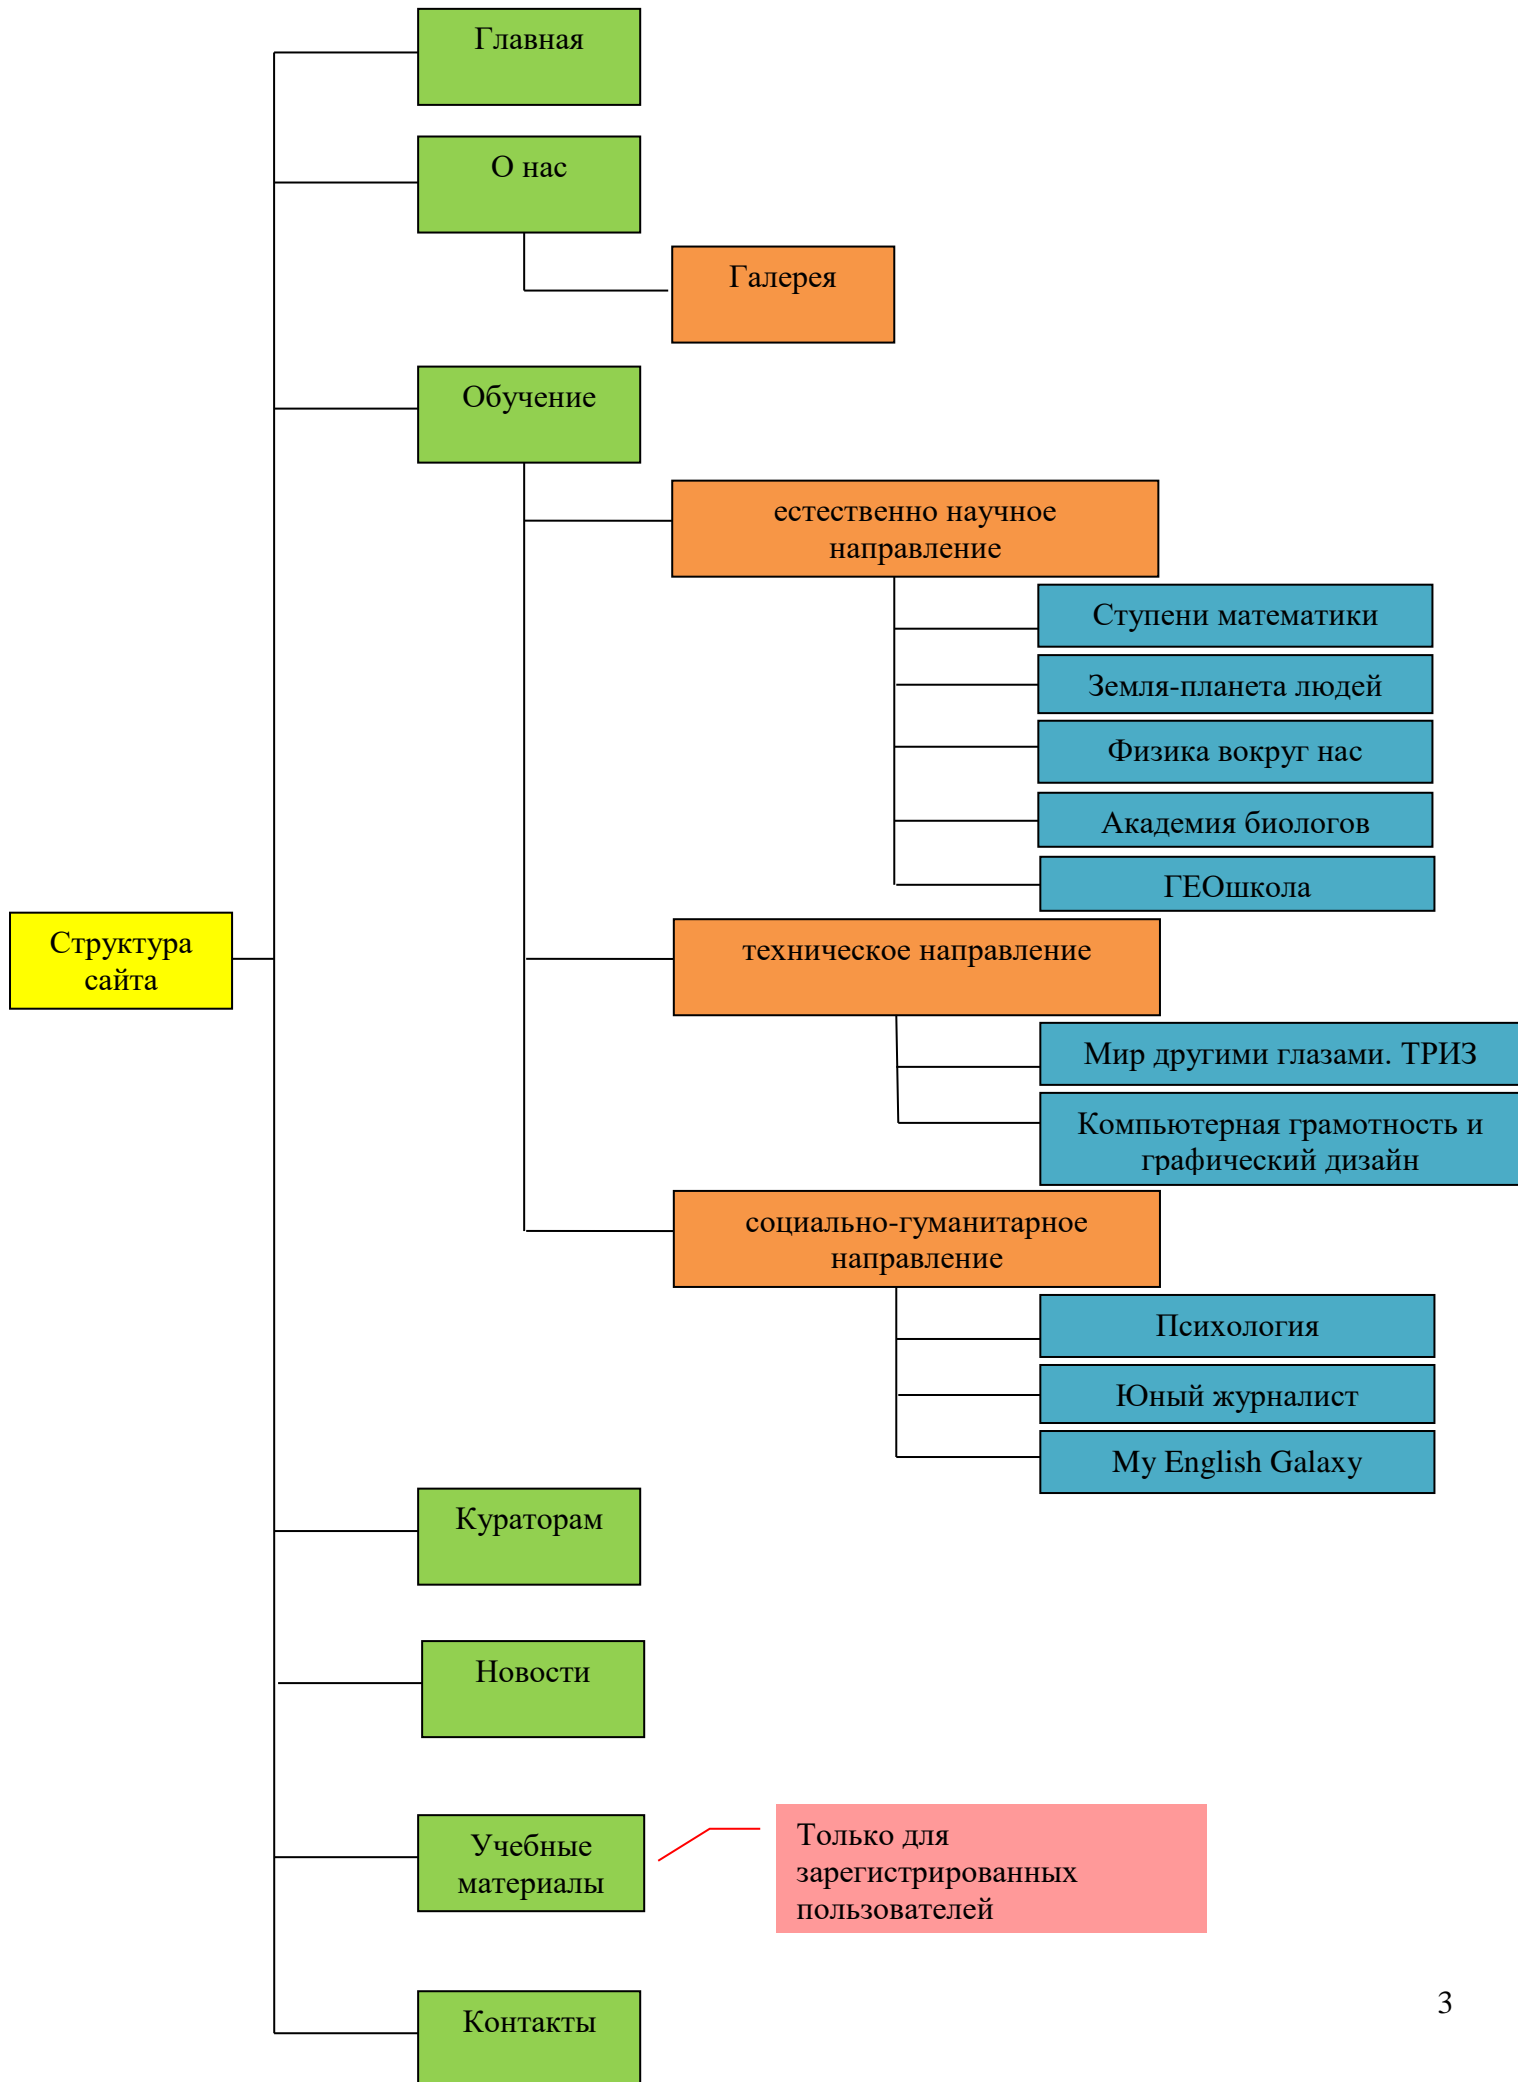 Главная
О нас
Галерея
Обучение
естественно научное
направление
Ступени математики
Земля-планета людей
Физика вокруг нас
Академия биологов
ГЕОшкола
Структура
сайта
техническое направление
Мир другими глазами. ТРИЗ
Компьютерная грамотность и
графический дизайн
социально-гуманитарное
направление
Психология
Юный журналист
My English Galaxy
Кураторам
Новости
Учебные
материалы
Только для
зарегистрированных
пользователей
Контакты
3